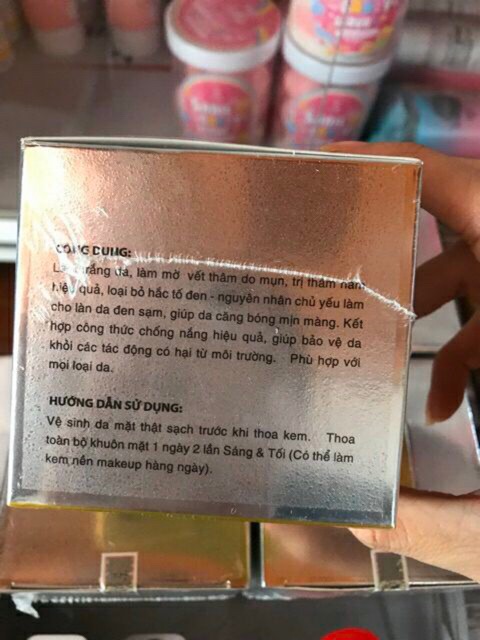 CÔNG DỤNG:
Làm trắng da, làm mờ vết thâm do mụn, trị thâm nám
hiệu quả, loại bỏ hắc tố đen - nguyên nhân chủ yếu làm
cho làn da đen sạm, giúp da căng bóng mịn màng. Kết
hợp công thức chống nắng hiệu quả, giúp bảo vệ da
khỏi các tác động có hại từ môi trường. Phù hợp với
mọi loại da.
HƯỚNG DẪN SỬ DỤNG:
Vệ sinh da mặt thật sạch trước khi thoa kem. Thoa
toàn bộ khuôn mặt 1 ngày 2 lần Sáng & Tối (Có thể làm
kem nền makeup hàng ngày).